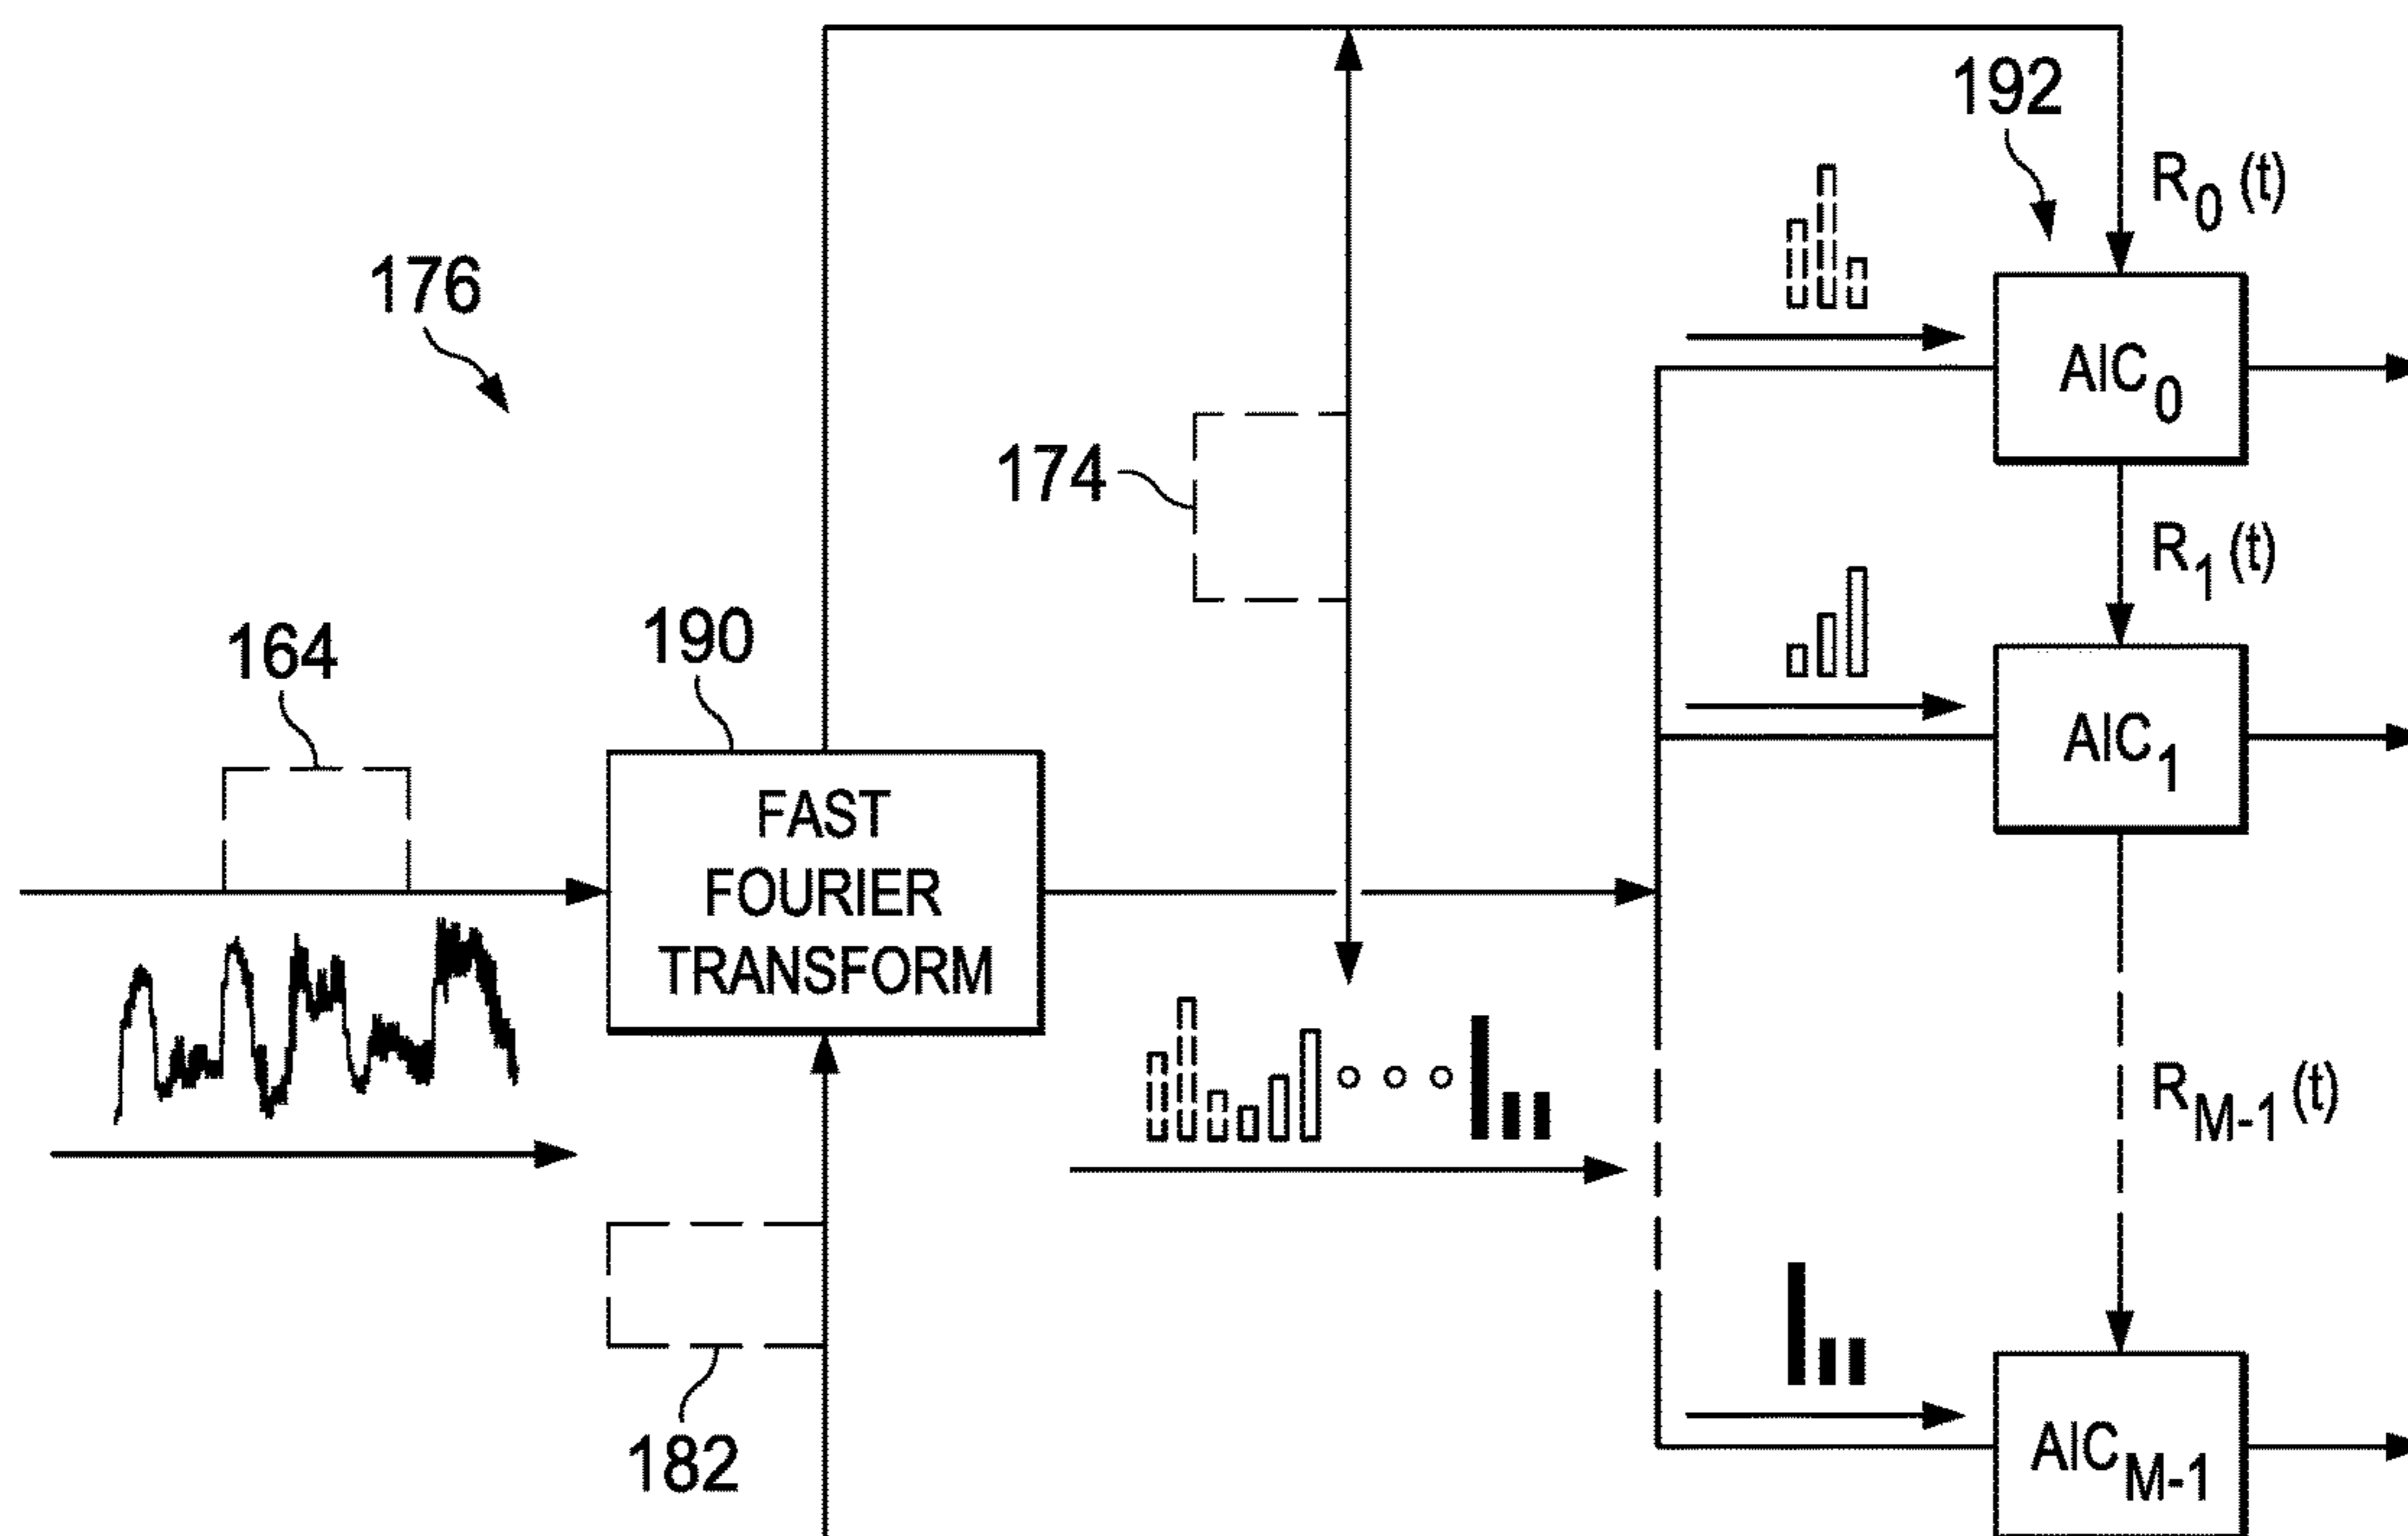 192
R0 (t)
176
AIC0
174
R1 (t)
164
190
AIC1
FAST
FOURIER
TRANSFORM
RM-1 (t)
182
AICM-1